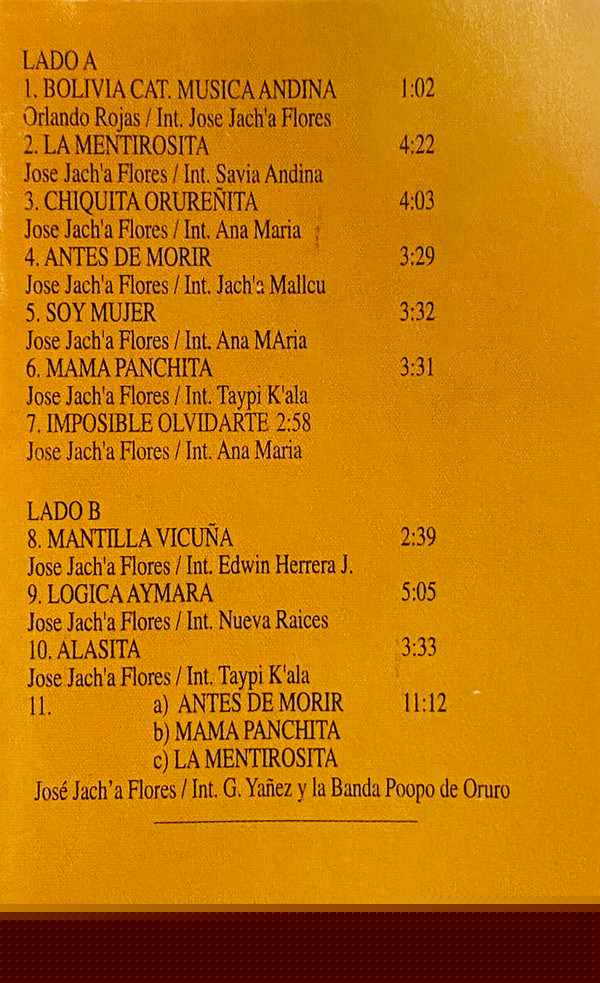 LADO A
1. BOLIVIA CAT. MUSICA ANDINA 1:02
Orlando Rojas / Int. Jose Jach'a Flores
2. LA MENTIROSITA 4:22
Jose Jach'a Flores / Int. Savia Andina
3. CHIQUITA ORUREÑITA 4:03
Jose Jach'a Flores / Int. Ana Maria
4. ANTES DE MORIR 3:29
Jose Jach'a Flores / Int. Jach'a Mallcu
5. SOY MUJER 3:32
Jose Jach'a Flores / Int. Ana MAria
6. MAMA PANCHITA 3:31
Jose Jach'a Flores / Int. Taypi K'ala
7. IMPOSIBLE OLVIDARTE 2:58
Jose Jach'a Flores / Int. Ana Maria
LADO B
8. MANTILLA VICUÑA 2:39
Jose Jach'a Flores / Int. Edwin Herrera J.
9. LOGICA AYMARA 5:05
Jose Jach'a Flores / Int. Nueva Raices
10. ALASITA 3:33
Jose Jach'a Flores / Int. Taypi K'ala
11. a) ANTES DE MORIR 11:12
b) MAMA PANCHITA
c) LA MENTIROSITA
José Jach’a Flores / Int. G. Yañez y la Banda Poopo de Oruro